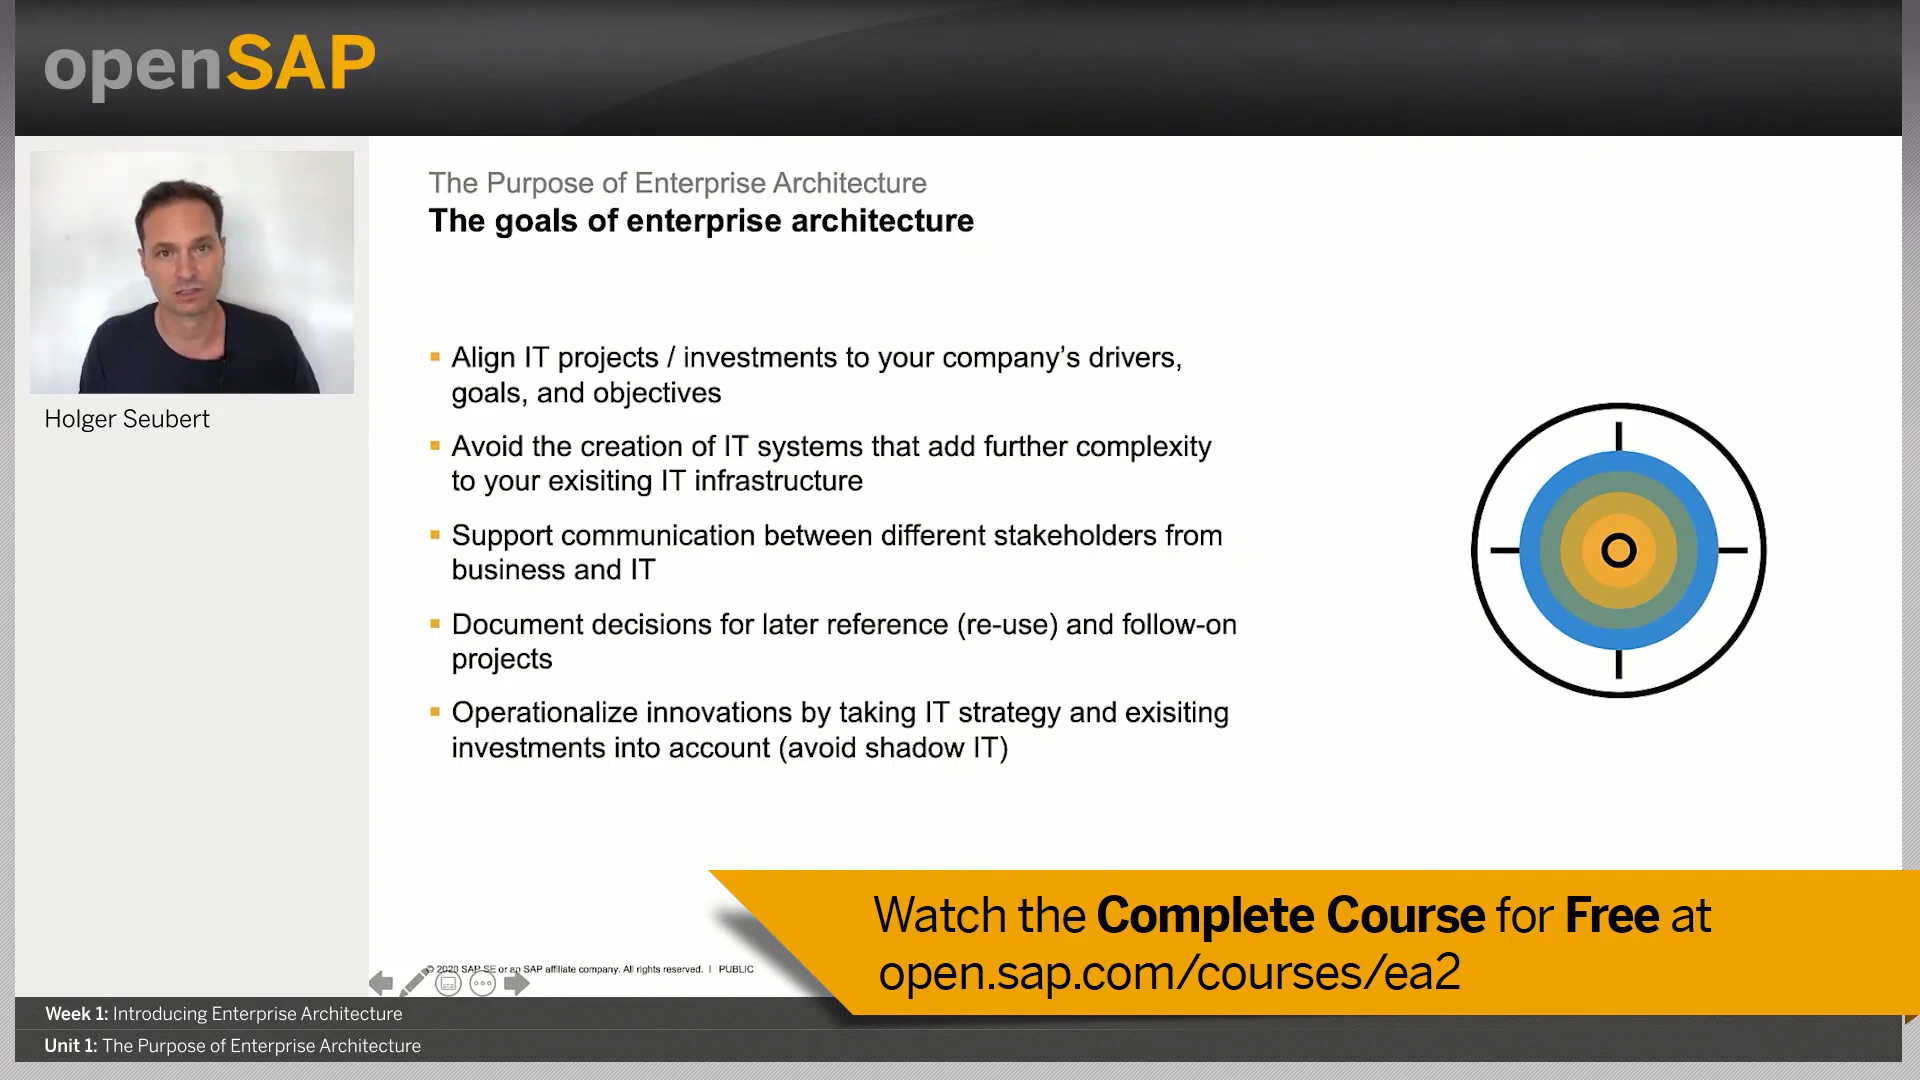 openSAP
The Purpose of Enterprise Architecture
The goals of enterprise architecture
Holger Seubert
▪ Align IT projects / investments to your company’s drivers,
goals, and objectives
▪ Avoid the creation of IT systems that add further complexity
to your exisiting IT infrastructure
▪ Support communication between different stakeholders from
business and IT
▪ Document decisions for later reference (re-use) and follow-on
projects
▪ Operationalize innovations by taking IT strategy and exisiting
investments into account (avoid shadow IT)
Watch the Complete Course for Free at
open.sap.com/courses/ea2
© 2020 SAP SE or an SAP affiliate company. All rights reserved. | PUBLIC
Week 1: Introducing Enterprise Architecture
Unit 1: The Purpose of Enterprise Architecture